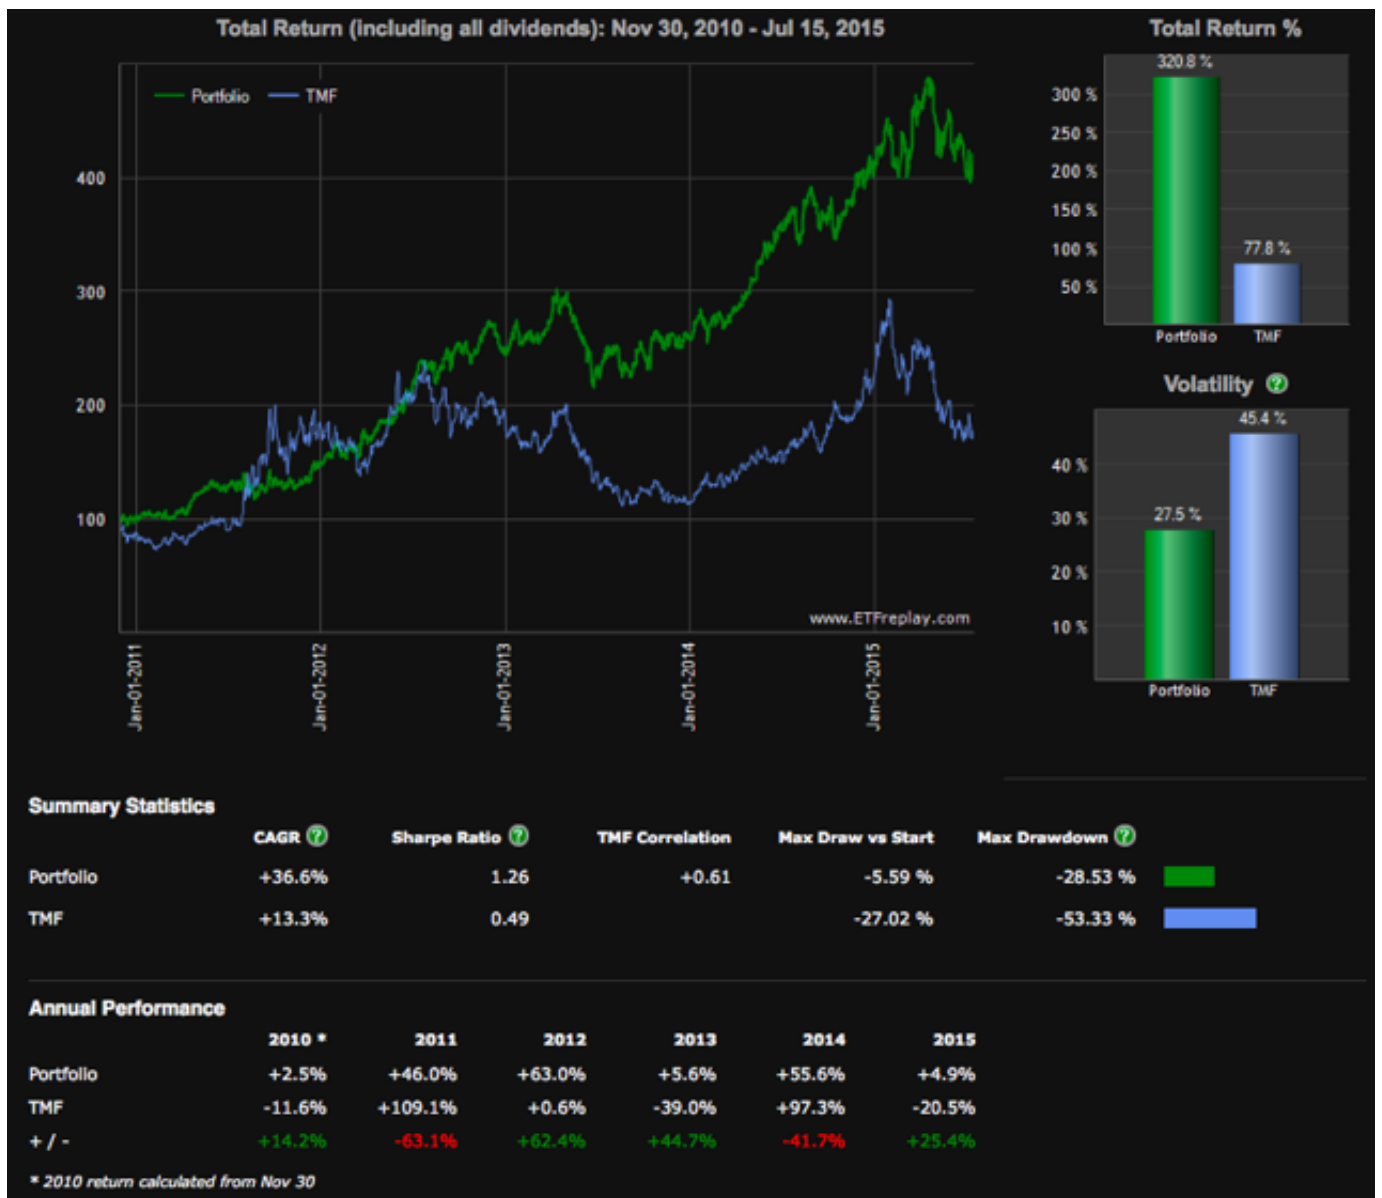 Total Return (including all dividends): Nov 30, 2010 - Jul 15, 2015
Portfolio TMF
400
300
200
100
www.ETFreplay.com
Jan-01-2011 Jan-01-2012 Jan-01-2013 Jan-01-2014 Jan-01-2015
Total Return %
320.8 %
300 %
250 %
200 %
150 %
100 %
77.8 %
50 %
Portfolio TMF
Volatility ?
45.4 %
40 %
27.5 %
30 %
20 %
10 %
Portfolio TMF
Summary Statistics
CAGR ? Sharpe Ratio ? TMF Correlation Max Draw vs Start Max Drawdown ?
Portfolio +36.6% 1.26 +0.61 -5.59 % -28.53 %
TMF +13.3% 0.49 -27.02 % -53.33 %
Annual Performance
2010 * 2011 2012 2013 2014 2015
Portfolio +2.5% +46.0% +63.0% +5.6% +55.6% +4.9%
TMF -11.6% +109.1% +0.6% -39.0% +97.3% -20.5%
+ / - +14.2% -63.1% +62.4% +44.7% -41.7% +25.4%
* 2010 return calculated from Nov 30